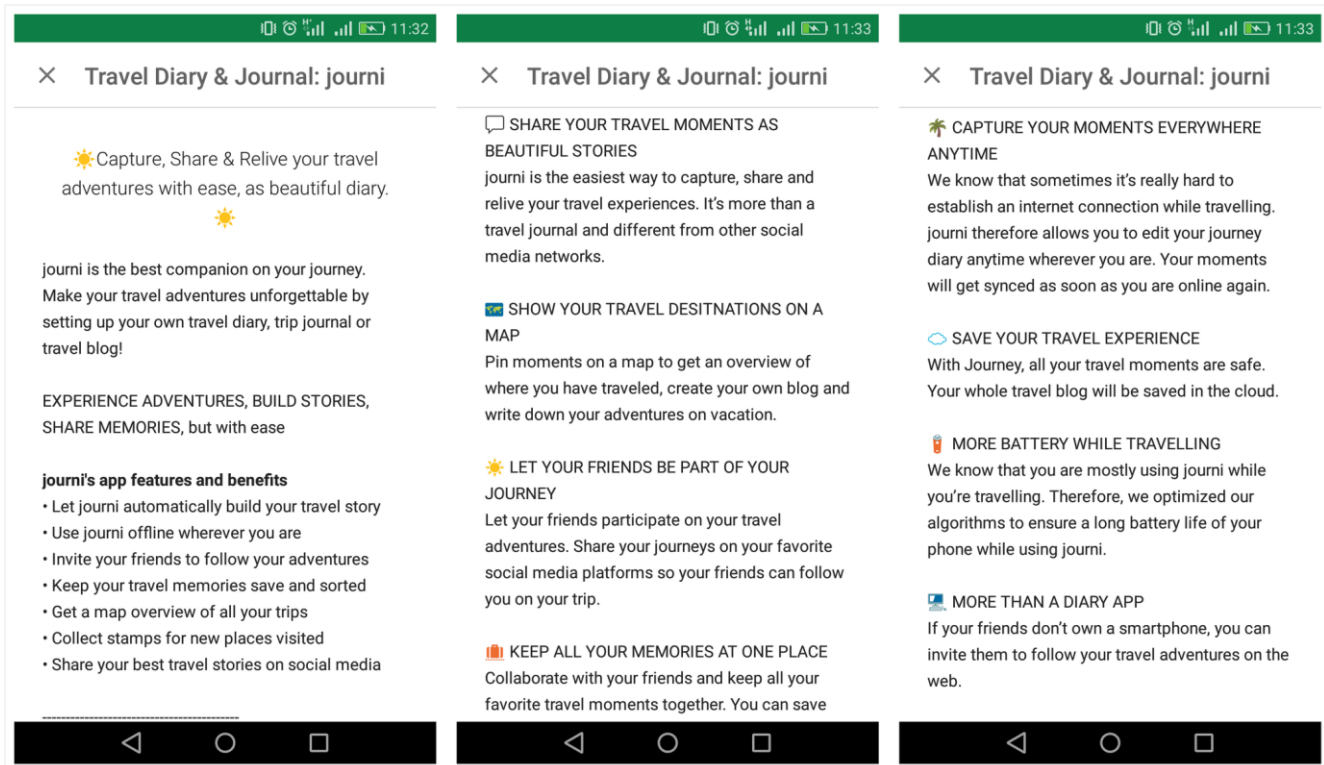 11:32
Travel Diary & Journal: journi
☀Capture, Share & Relive your travel
adventures with ease, as beautiful diary.
☀
journi is the best companion on your journey.
Make your travel adventures unforgettable by
setting up your own travel diary, trip journal or
travel blog!
EXPERIENCE ADVENTURES, BUILD STORIES,
SHARE MEMORIES, but with ease
journi's app features and benefits
• Let journi automatically build your travel story
• Use journi offline wherever you are
• Invite your friends to follow your adventures
• Keep your travel memories save and sorted
• Get a map overview of all your trips
• Collect stamps for new places visited
• Share your best travel stories on social media
----------------------------------------
11:33
Travel Diary & Journal: journi
💬 SHARE YOUR TRAVEL MOMENTS AS
BEAUTIFUL STORIES
journi is the easiest way to capture, share and
relive your travel experiences. It’s more than a
travel journal and different from other social
media networks.
🗺 SHOW YOUR TRAVEL DESITNATIONS ON A
MAP
Pin moments on a map to get an overview of
where you have traveled, create your own blog and
write down your adventures on vacation.
☀ LET YOUR FRIENDS BE PART OF YOUR
JOURNEY
Let your friends participate on your travel
adventures. Share your journeys on your favorite
social media platforms so your friends can follow
you on your trip.
🧳 KEEP ALL YOUR MEMORIES AT ONE PLACE
Collaborate with your friends and keep all your
favorite travel moments together. You can save
11:33
Travel Diary & Journal: journi
🌴 CAPTURE YOUR MOMENTS EVERYWHERE
ANYTIME
We know that sometimes it’s really hard to
establish an internet connection while travelling.
journi therefore allows you to edit your journey
diary anytime wherever you are. Your moments
will get synced as soon as you are online again.
☁ SAVE YOUR TRAVEL EXPERIENCE
With Journey, all your travel moments are safe.
Your whole travel blog will be saved in the cloud.
🔋 MORE BATTERY WHILE TRAVELLING
We know that you are mostly using journi while
you’re travelling. Therefore, we optimized our
algorithms to ensure a long battery life of your
phone while using journi.
🖥 MORE THAN A DIARY APP
If your friends don’t own a smartphone, you can
invite them to follow your travel adventures on the
web.